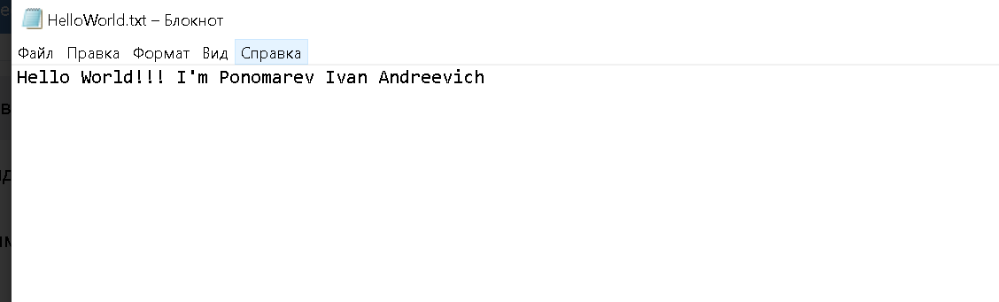 HelloWorld.txt – Блокнот
Файл Правка Формат Вид Справка
Hello World!!! I'm Ponomarev Ivan Andreevich